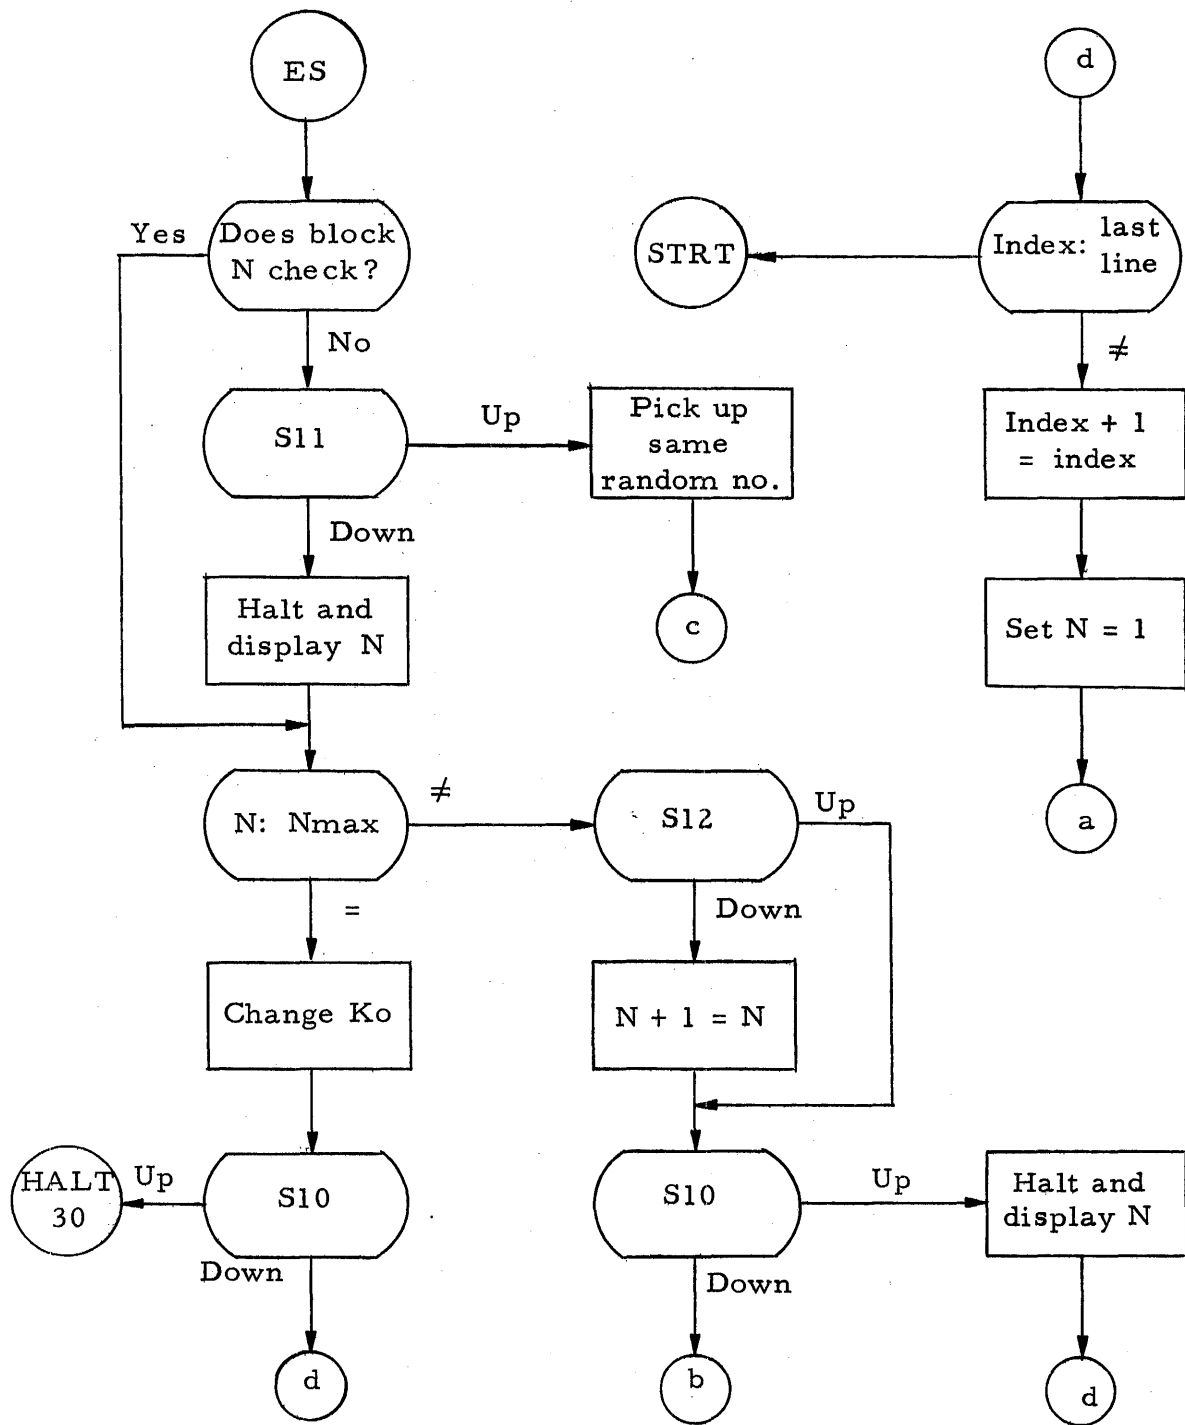 ES
Yes
Does block
N check?
No
S11
Up
Pick up
same
random no.
Down
Halt and
display N
c
N: Nmax
≠
S12
Up
=
Down
Change Ko
N + 1 = N
HALT
30
Up
S10
Down
d
S10
Up
Halt and
display N
Down
b
d
d
STRT
Index: last
line
≠
Index + 1
= index
Set N = 1
a